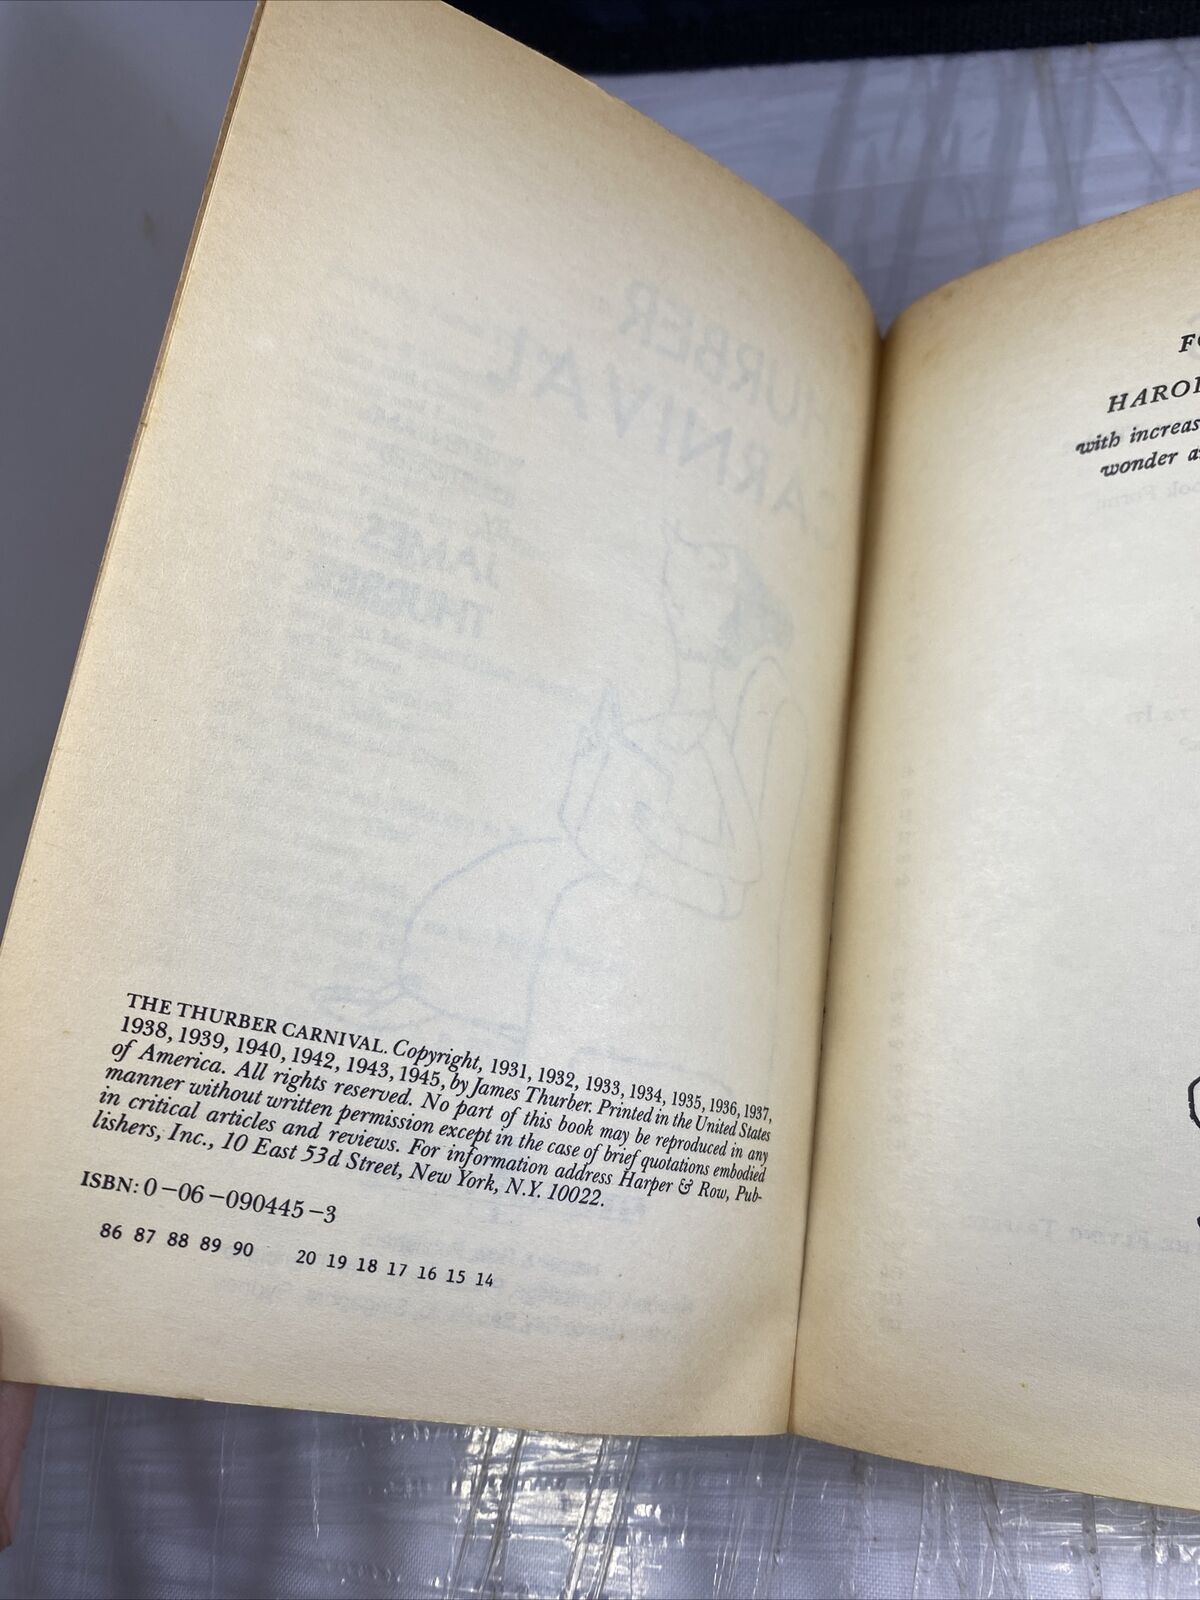 THE THURBER CARNIVAL. Copyright, 1931, 1932, 1933, 1934, 1935, 1936, 1937,
1938, 1939, 1940, 1942, 1943, 1945, by James Thurber. Printed in the United States
of America. All rights reserved. No part of this book may be reproduced in any
manner without written permission except in the case of brief quotations embodied
in critical articles and reviews. For information address Harper & Row, Pub-
lishers, Inc., 10 East 53d Street, New York, N.Y. 10022.
ISBN: 0-06-090445-3
86 87 88 89 90 20 19 18 17 16 15 14
with
wonder